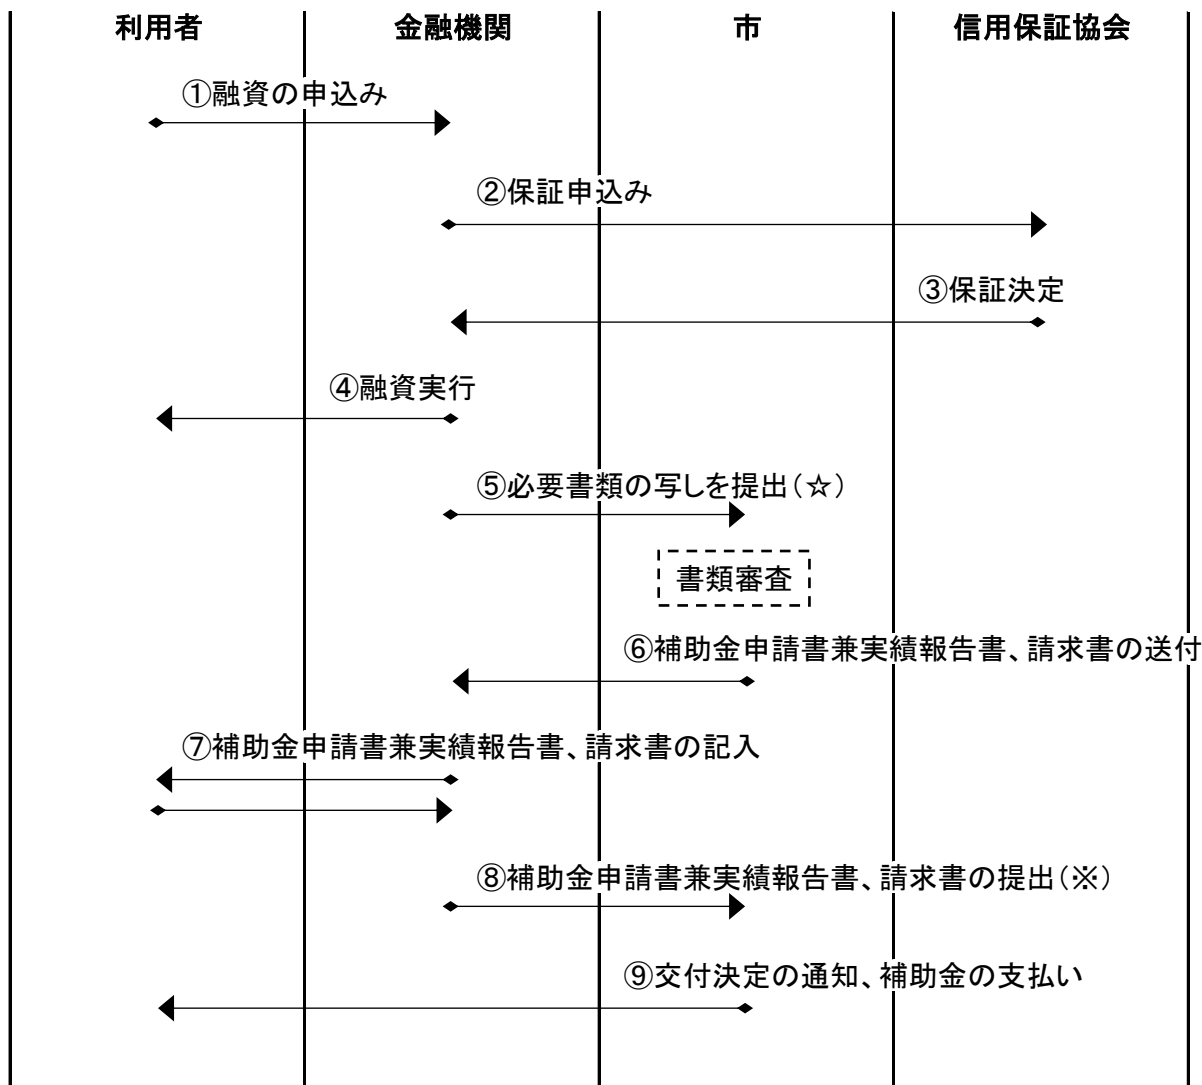 利用者 金融機関 市 信用保証協会
①融資の申込み
②保証申込み
③保証決定
④融資実行
⑤必要書類の写しを提出(☆)
書類審査
⑥補助金申請書兼実績報告書、請求書の送付
⑦補助金申請書兼実績報告書、請求書の記入
⑧補助金申請書兼実績報告書、請求書の提出(※)
⑨交付決定の通知、補助金の支払い